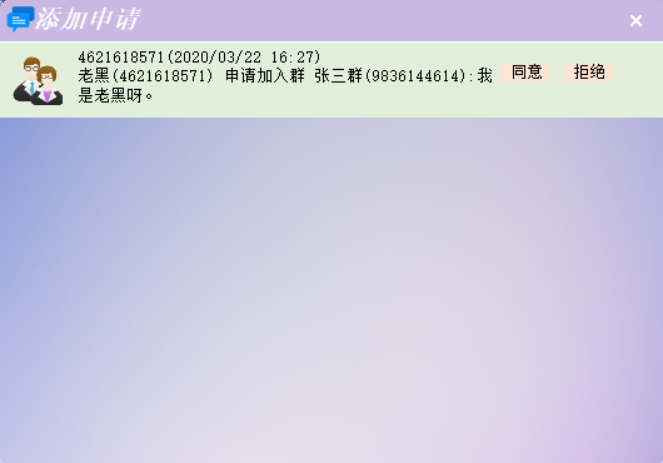 添加申请
4621618571(2020/03/22 16:27)
老黑(4621618571) 申请加入群 张三群(9836144614):我 同意 拒绝
是老黑呀。